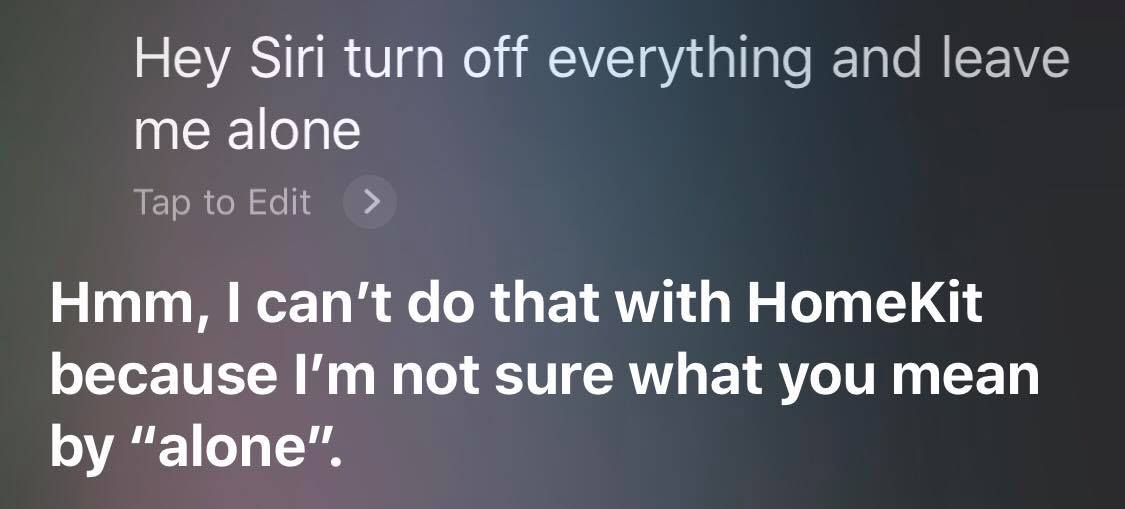 Hey Siri turn off everything and leave
me alone
Tap to Edit
Hmm, I can’t do that with HomeKit
because I’m not sure what you mean
by “alone”.